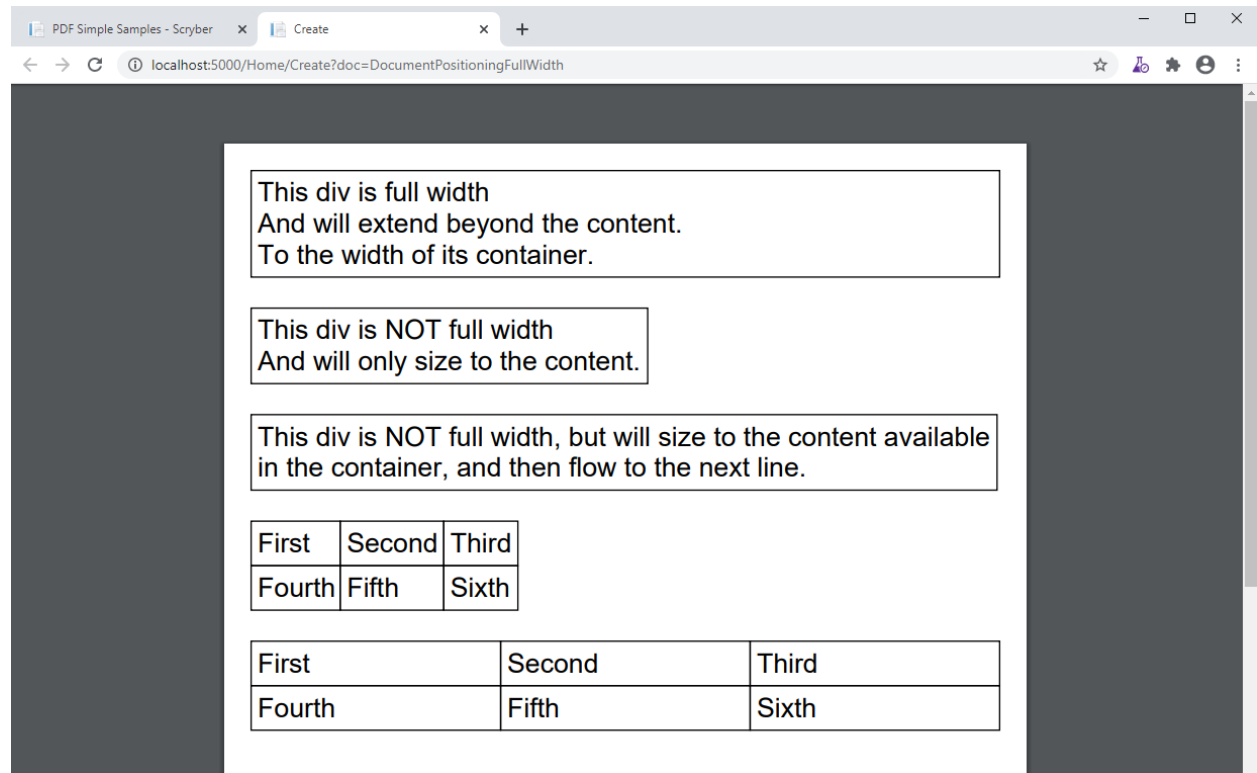 PDF Simple Samples - Scryber
Create
localhost:5000/Home/Create?doc=DocumentPositioningFullWidth
This div is full width
And will extend beyond the content.
To the width of its container.
This div is NOT full width
And will only size to the content.
This div is NOT full width, but will size to the content available
in the container, and then flow to the next line.
First Second Third
Fourth Fifth Sixth
First Second Third
Fourth Fifth Sixth